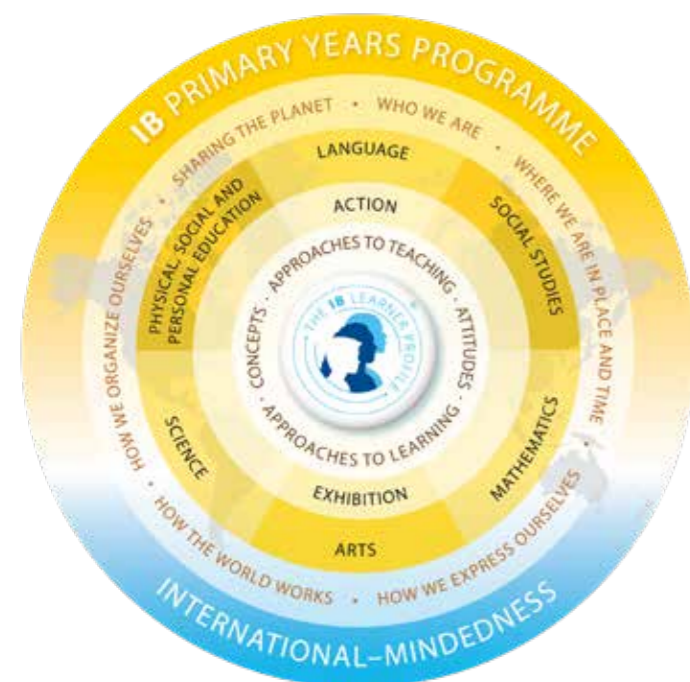 IB PRIMARY YEARS PROGRAMME
WHO WE ARE
WHERE WE ARE IN PLACE AND TIME
HOW WE EXPRESS OURSELVES
HOW THE WORLD WORKS
HOW WE ORGANIZE OURSELVES
SHARING THE PLANET
LANGUAGE
SOCIAL STUDIES
MATHEMATICS
ARTS
SCIENCE
PHYSICAL, SOCIAL AND
PERSONAL EDUCATION
ACTION
EXHIBITION
APPROACHES TO TEACHING
ATTITUDES
APPROACHES TO LEARNING
CONCEPTS
THE IB LEARNER PROFILE
INTERNATIONAL–MINDEDNESS